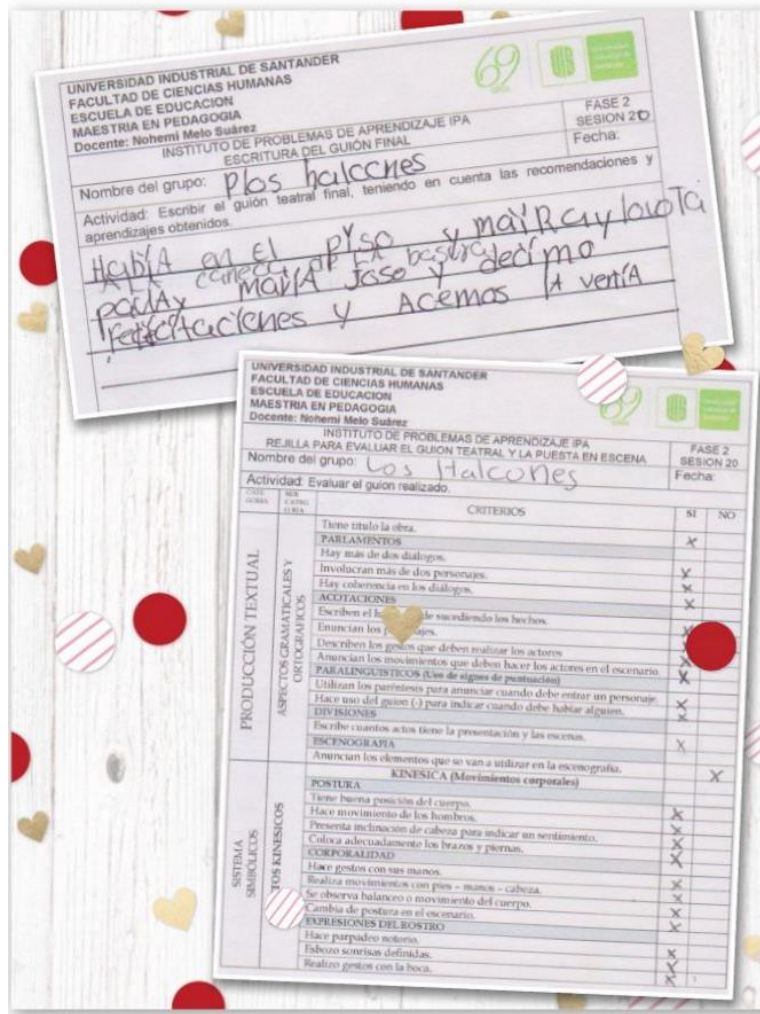 UNIVERSIDAD INDUSTRIAL DE SANTANDER
FACULTAD DE CIENCIAS HUMANAS
ESCUELA DE EDUCACION
MAESTRIA EN PEDAGOGIA
Docente: Nohemi Melo Suárez
69
INSTITUTO DE PROBLEMAS DE APRENDIZAJE IPA
ESCRITURA DEL GUIÓN FINAL
FASE 2
SESION 20
Nombre del grupo: Plos halcones
Fecha:
Actividad: Escribir el guión teatral final, teniendo en cuenta las recomendaciones y
aprendizajes obtenidos.
HabíA en El piso y
caneca
María Jose y decimo
y Acemos lA ventíA
UNIVERSIDAD INDUSTRIAL DE SANTANDER
FACULTAD DE CIENCIAS HUMANAS
ESCUELA DE EDUCACION
MAESTRIA EN PEDAGOGIA
Docente: Nohemi Melo Suárez
69
INSTITUTO DE PROBLEMAS DE APRENDIZAJE IPA
REJILLA PARA EVALUAR EL GUION TEATRAL Y LA PUESTA EN ESCENA
FASE 2
SESION 20
Nombre del grupo: Los Halcones
Fecha:
Actividad: Evaluar el guion realizado.
CRITERIOS SI NO
Tiene titulo la obra. X
PARLAMENTOS
Hay más de dos diálogos. X
Involucran más de dos personajes. X
Hay coherencia en los diálogos. X
ACOTACIONES
Escriben el de sucediendo los hechos. X
Enuncian los
Describen los gestos que deben realizar los actores
Anuncian los movimientos que deben hacer los actores en el escenario. X
PARALINGUISTICOS (Uso de signos de puntuación)
Utilizan los paréntesis para anunciar cuando debe entrar un personaje. X
Hace uso del guion (-) para indicar cuando debe hablar alguien. X
DIVISIONES
Escribe cuantos actos tiene la presentación y las escenas. X
ESCENOGRAFIA
Anuncian los elementos que se van a utilizar en la escenografía. X
PRODUCCIÓN TEXTUAL
ASPECTOS GRAMATICALES Y
ORTOGRAFICOS
KINESICA (Movimientos corporales)
POSTURA
Tiene buena posición del cuerpo. X
Hace movimiento de los hombros. X
Presenta inclinación de cabeza para indicar un sentimiento. X
Coloca adecuadamente los brazos y piernas. X
CORPORALIDAD
Hace gestos con sus manos. X
Realiza movimientos con pies – manos – cabeza. X
Se observa balanceo o movimiento del cuerpo. X
Cambia de postura en el escenario. X
EXPRESIONES DEL ROSTRO
Hace parpadeo notorio. X
Esbozo sonrisas definidas. X
Realizo gestos con la boca. X
SISTEMA
SIMBÓLICOS
KINESICOS